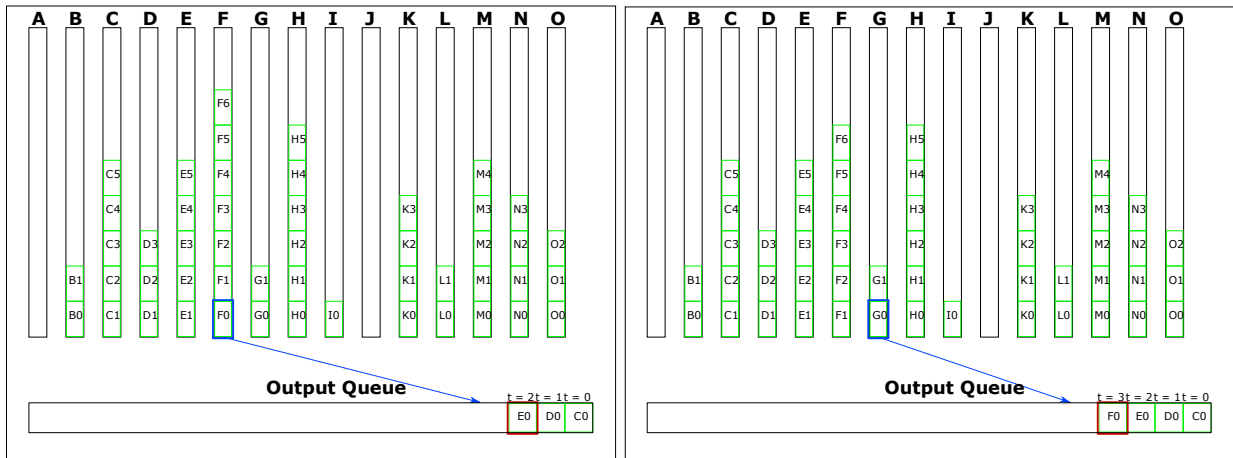 A B C D E F G H I J K L M N O
F6
F5 H5
C5 E5 F4 H4 M4
C4 E4 F3 H3 K3 M3 N3
C3 D3 E3 F2 H2 K2 M2 N2 O2
B1 C2 D2 E2 F1 G1 H1 K1 L1 M1 N1 O1
B0 C1 D1 E1 F0 G0 H0 I0 K0 L0 M0 N0 O0
Output Queue
t = 2 t = 1 t = 0
E0 D0 C0
A B C D E F G H I J K L M N O
F6 H5
C5 E5 F5 H4 M4
C4 E4 F4 H3 K3 M3 N3
C3 D3 E3 F3 H2 K2 M2 N2 O2
B1 C2 D2 E2 F2 G1 H1 K1 L1 M1 N1 O1
B0 C1 D1 E1 F1 G0 H0 I0 K0 L0 M0 N0 O0
Output Queue
t = 3 t = 2 t = 1 t = 0
F0 E0 D0 C0